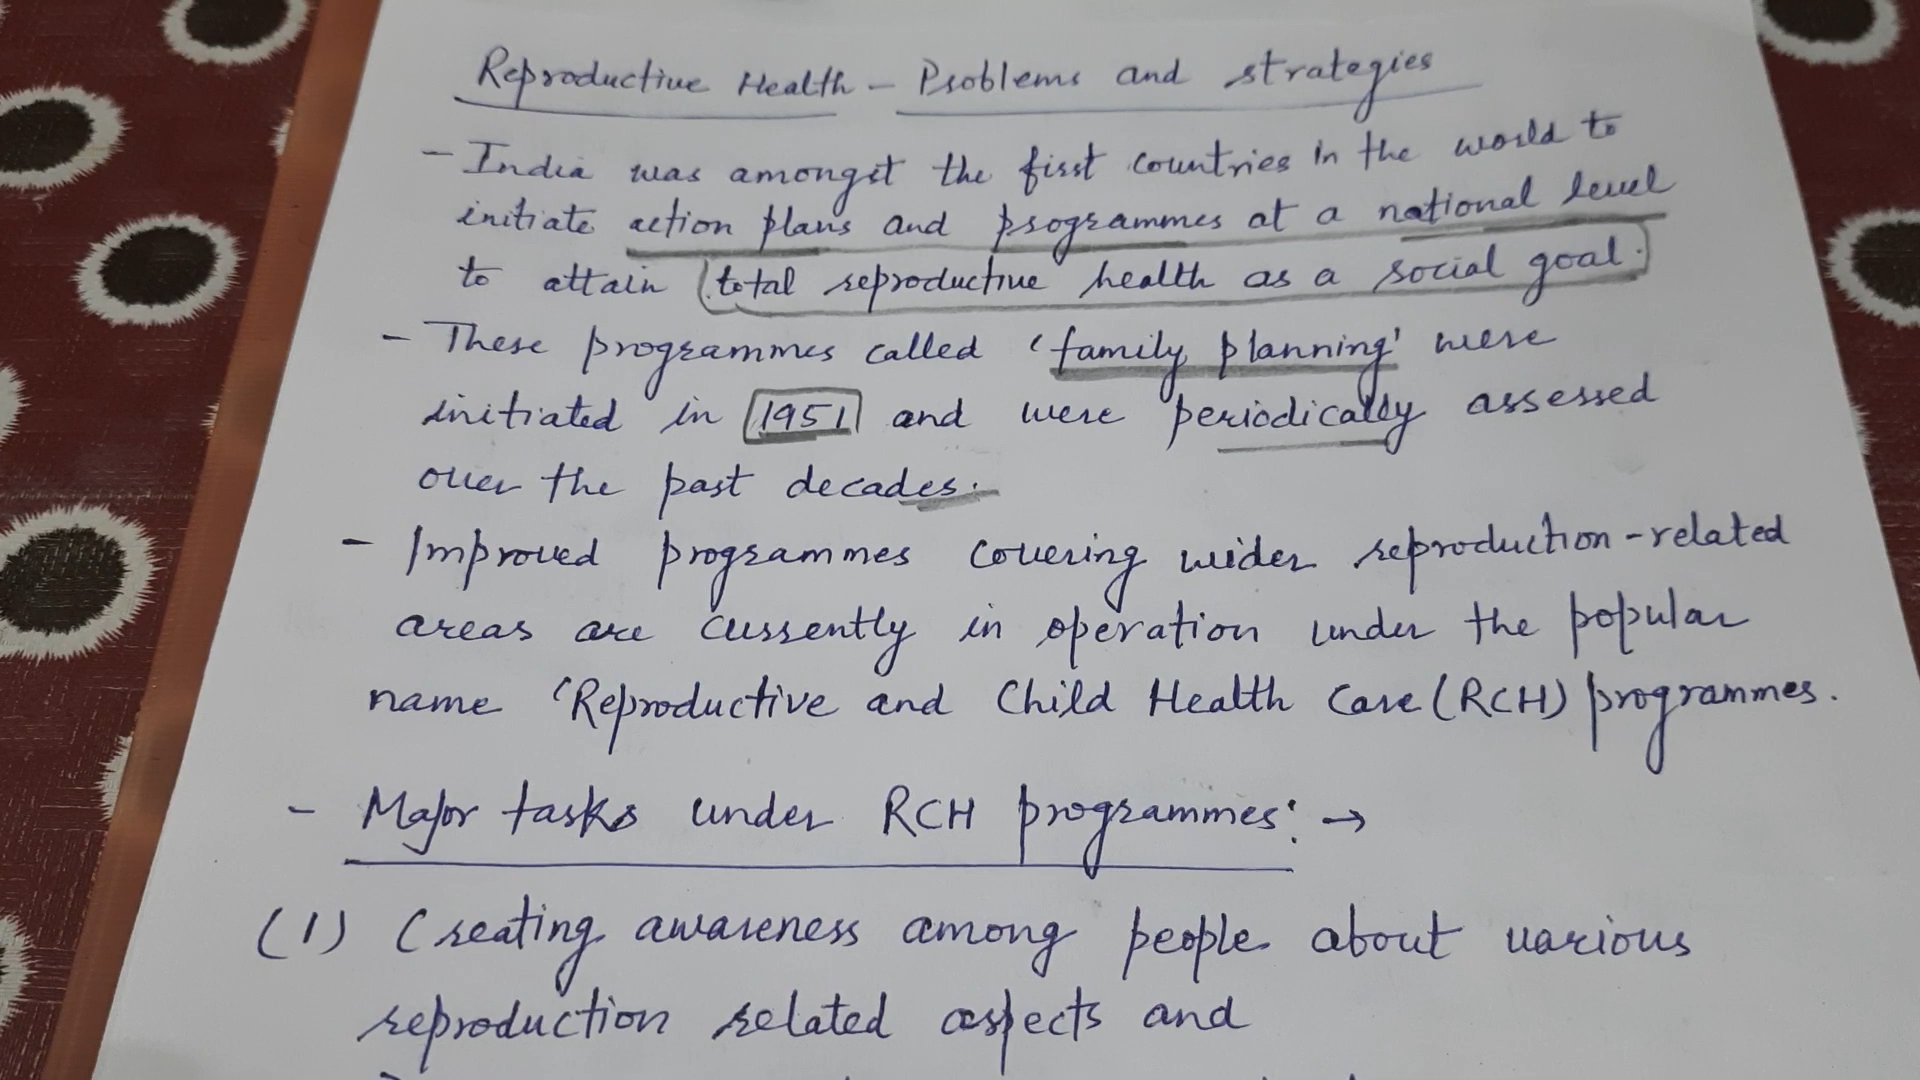 Reproductive Health - Problems and strategies
- India was amongst the first countries in the world to
initiate action plans and programmes at a national level
to attain total reproductive health as a social goal.
- These programmes called 'family planning' were
initiated in 1951 and were periodically assessed
over the past decades.
- Improved programmes covering wider reproduction-related
areas are currently in operation under the popular
name 'Reproductive and Child Health Care (RCH) programmes.
- Major tasks under RCH programmes: →
(1) Creating awareness among people about various
reproduction related aspects and